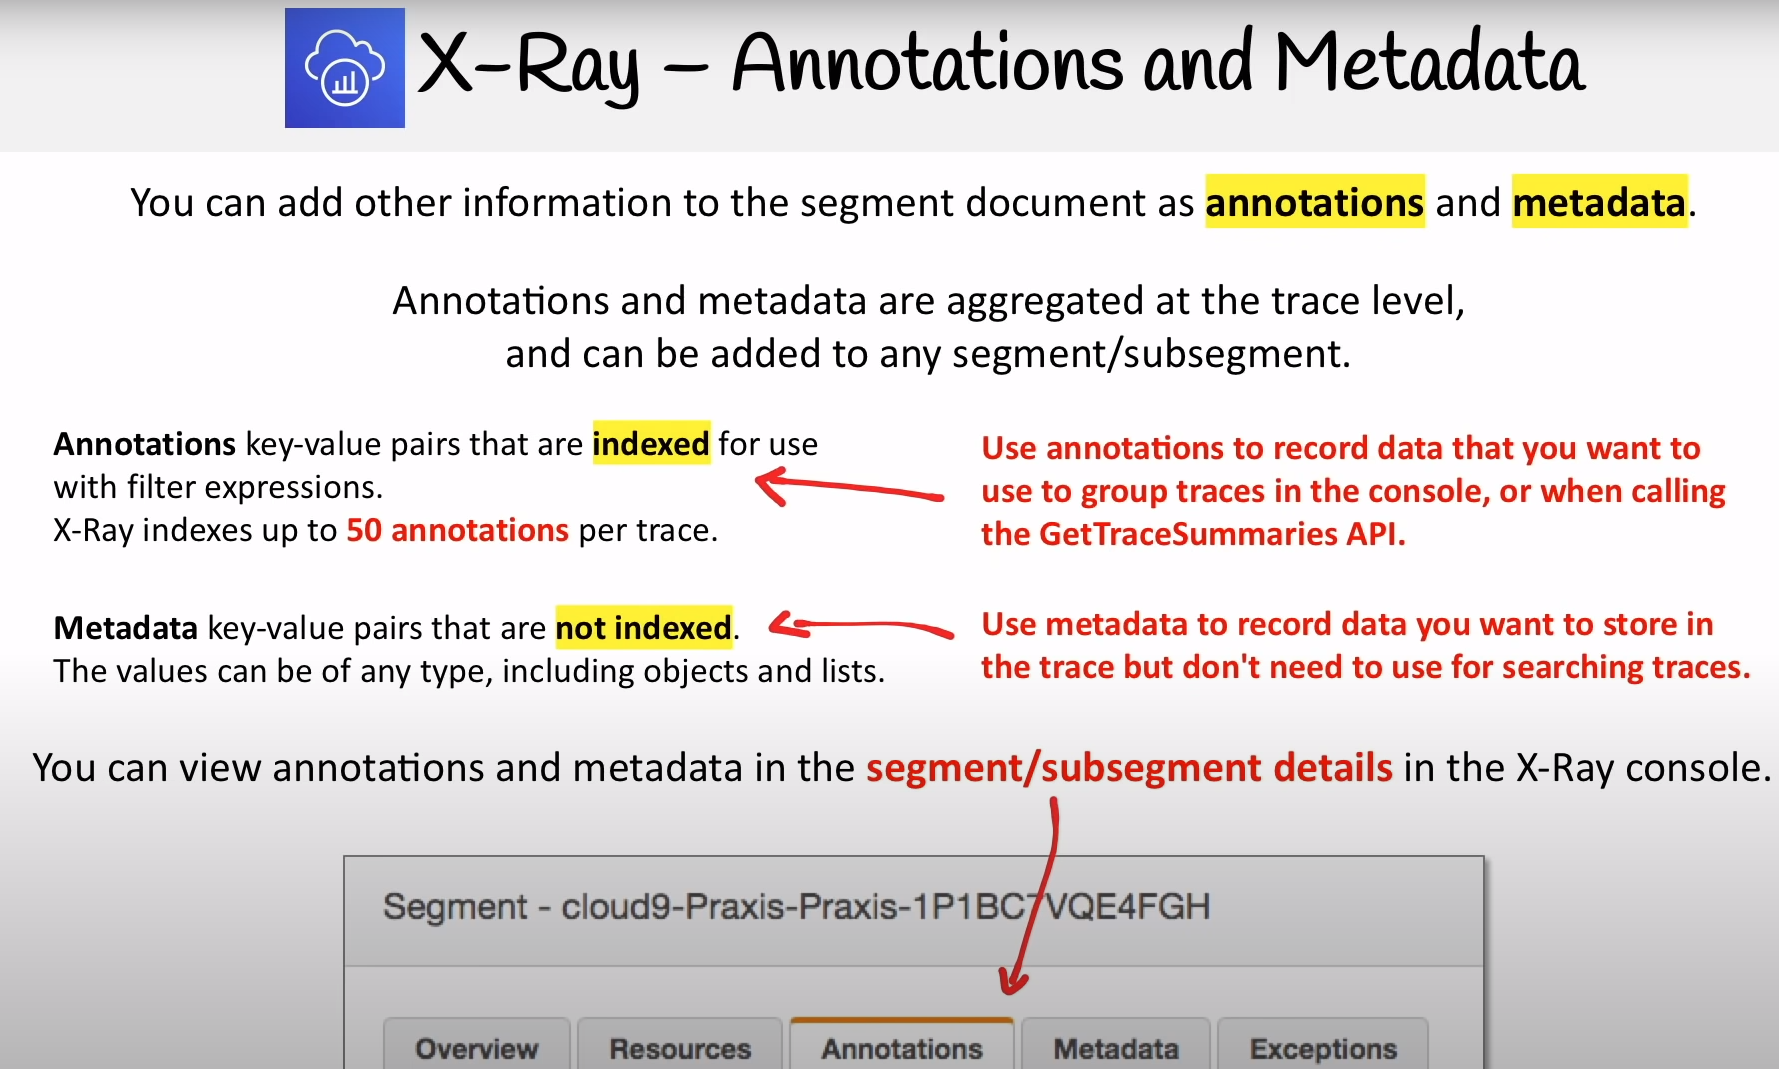 X-Ray – Annotations and Metadata
You can add other information to the segment document as annotations and metadata.
Annotations and metadata are aggregated at the trace level,
and can be added to any segment/subsegment.
Annotations key-value pairs that are indexed for use
with filter expressions.
X-Ray indexes up to 50 annotations per trace.
Use annotations to record data that you want to
use to group traces in the console, or when calling
the GetTraceSummaries API.
Metadata key-value pairs that are not indexed.
The values can be of any type, including objects and lists.
Use metadata to record data you want to store in
the trace but don't need to use for searching traces.
You can view annotations and metadata in the segment/subsegment details in the X-Ray console.
Segment - cloud9-Praxis-Praxis-1P1BC7VQE4FGH
Overview Resources Annotations Metadata Exceptions